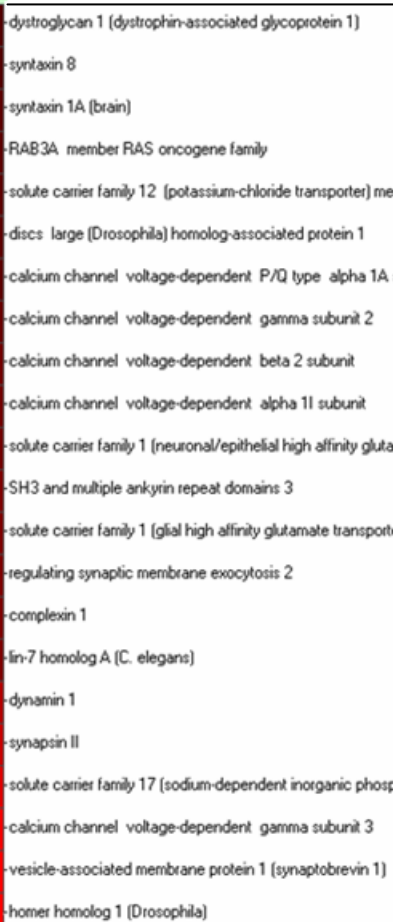 dystroglycan 1 (dystrophin-associated glycoprotein 1)
syntaxin 8
syntaxin 1A (brain)
RAB3A member RAS oncogene family
solute carrier family 12 (potassium-chloride transporter) me
discs large (Drosophila) homolog-associated protein 1
calcium channel voltage-dependent P/Q type alpha 1A
calcium channel voltage-dependent gamma subunit 2
calcium channel voltage-dependent beta 2 subunit
calcium channel voltage-dependent alpha 1I subunit
solute carrier family 1 (neuronal/epithelial high affinity gluta
SH3 and multiple ankyrin repeat domains 3
solute carrier family 1 (glial high affinity glutamate transporte
regulating synaptic membrane exocytosis 2
complexin 1
lin-7 homolog A (C. elegans)
dynamin 1
synapsin II
solute carrier family 17 (sodium-dependent inorganic phosp
calcium channel voltage-dependent gamma subunit 3
vesicle-associated membrane protein 1 (synaptobrevin 1)
homer homolog 1 (Drosophila)